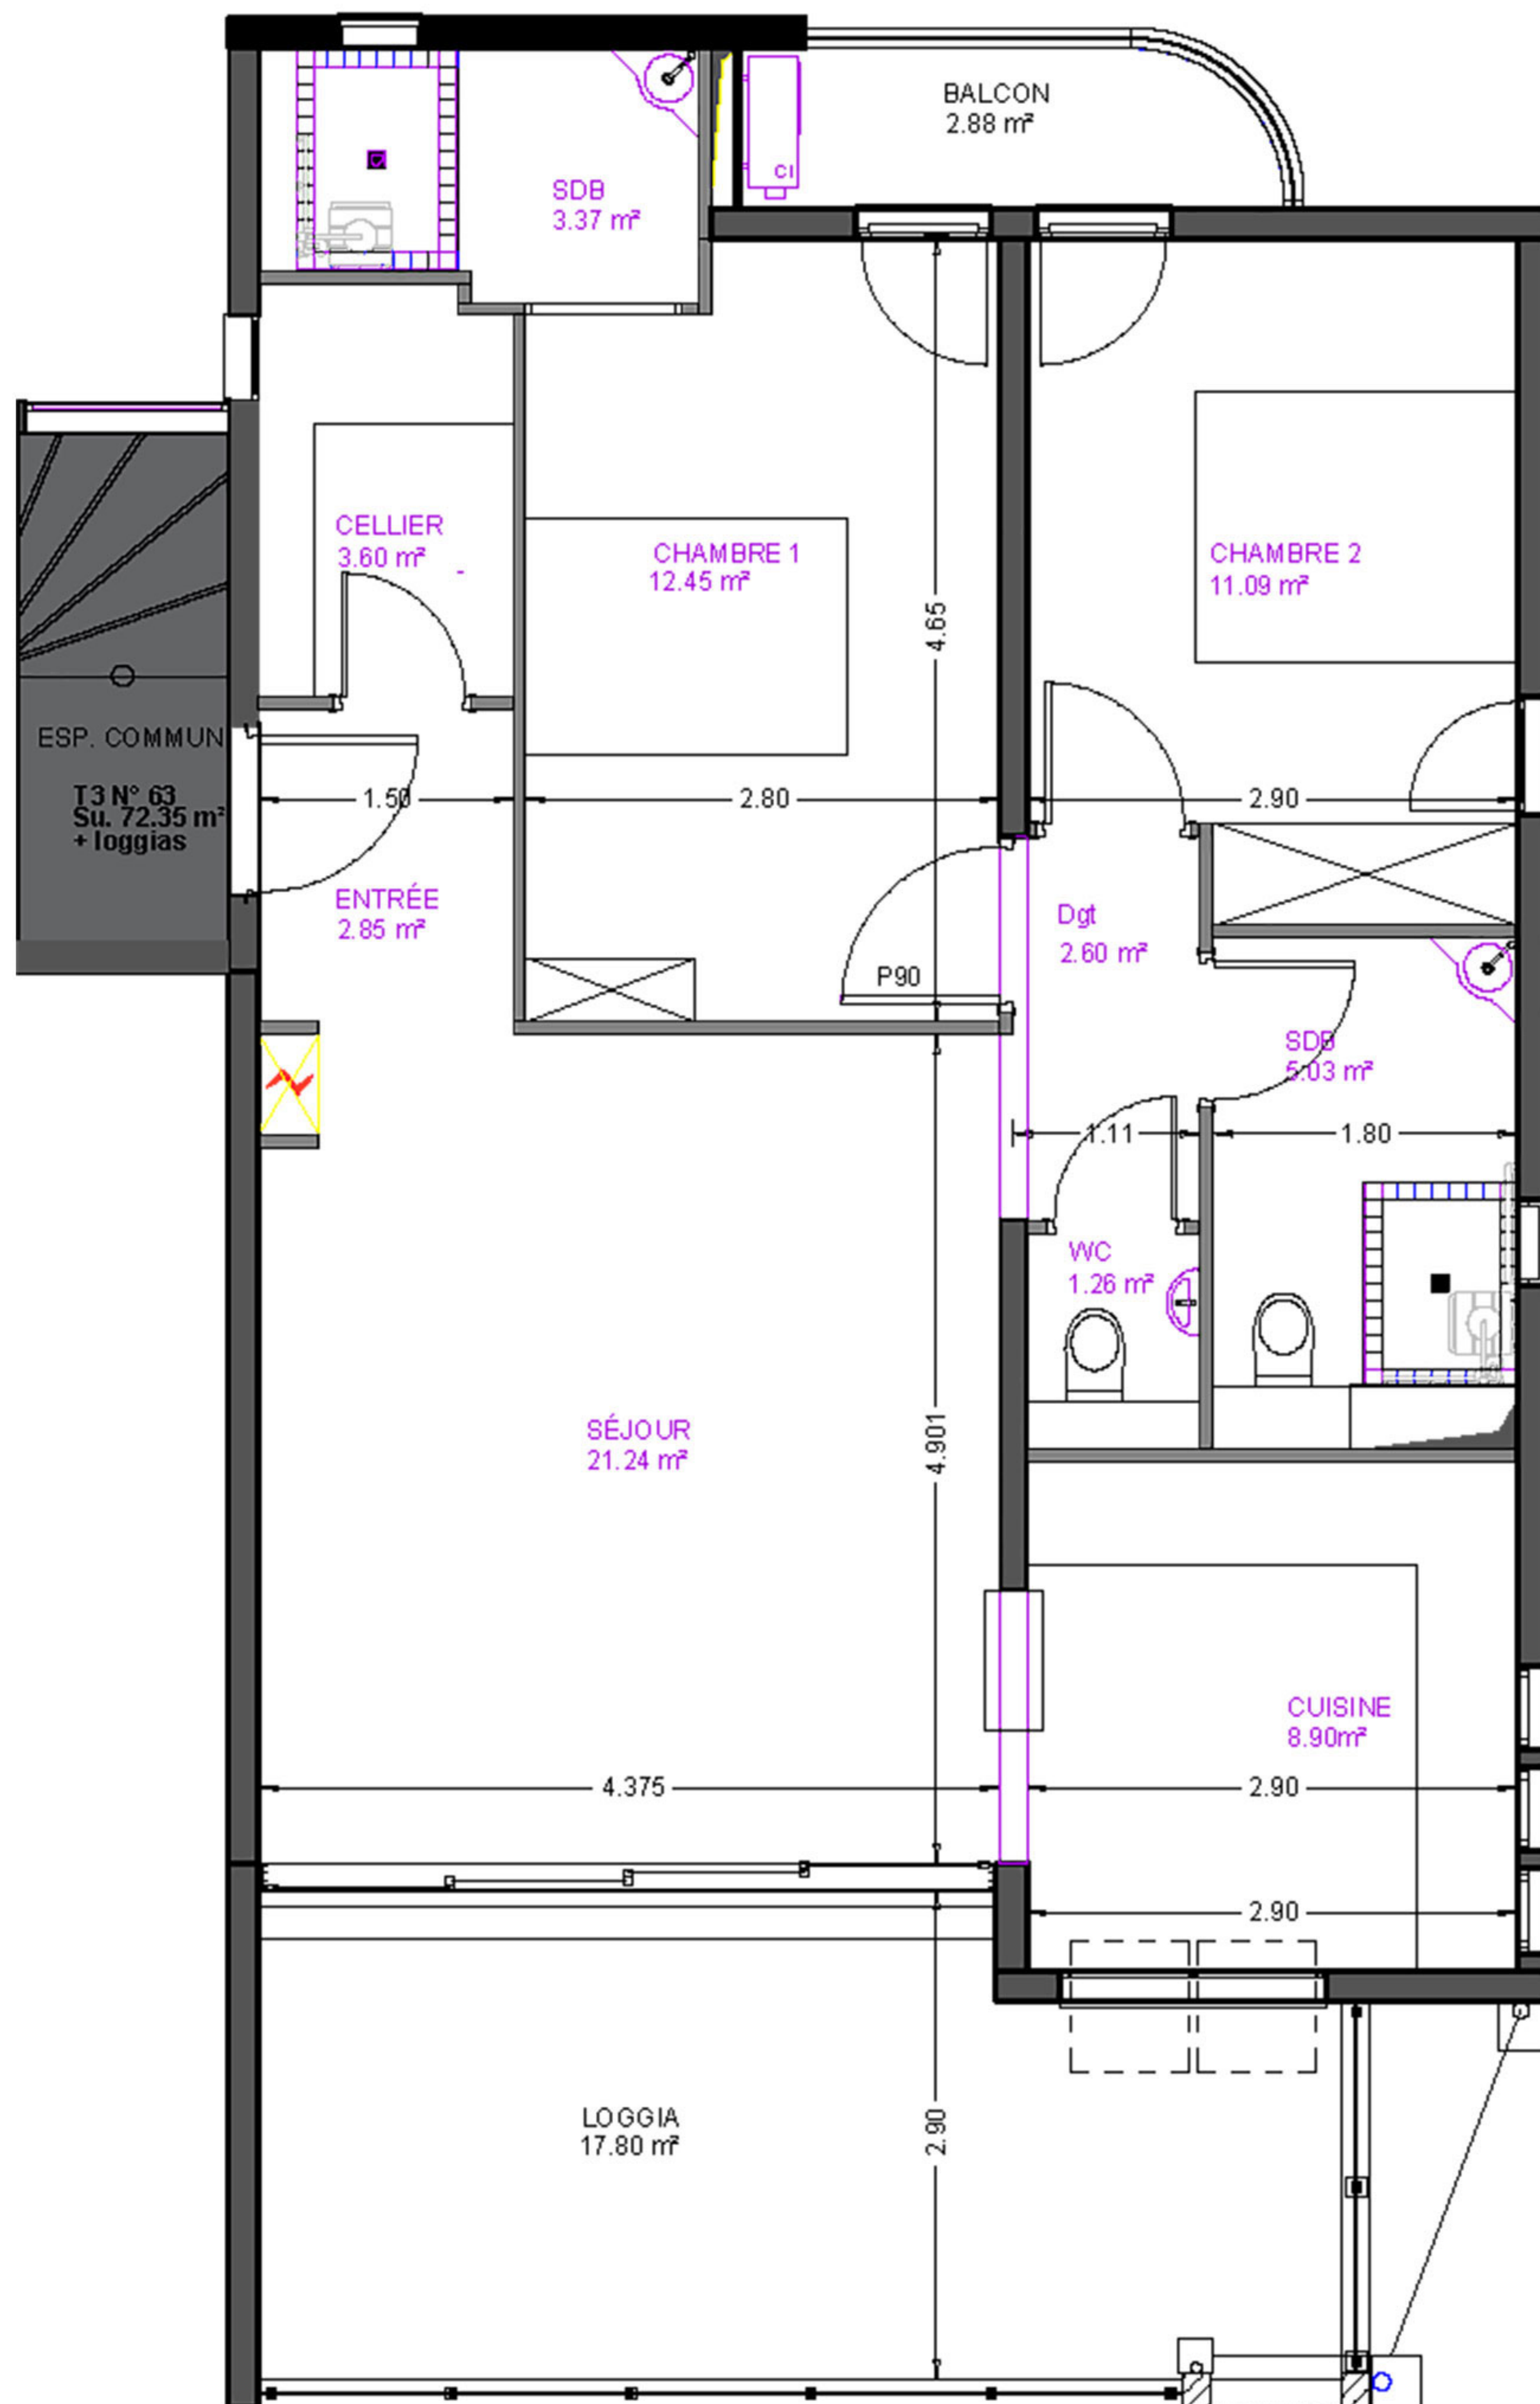 BALCON
2.88 m²
CI
SDB
3.37 m²
CELLIER
3.60 m²
CHAMBRE 1
12.45 m²
CHAMBRE 2
11.09 m²
4.65
ESP. COMMUN
T3 N° 63
Su. 72.35 m²
+ loggias
1.50
2.80
2.90
ENTRÉE
2.85 m²
Dgt
2.60 m²
P90
SDB
5.03 m²
1.11
1.80
WC
1.26 m²
SÉJOUR
21.24 m²
4.901
CUISINE
8.90m²
4.375
2.90
2.90
LOGGIA
17.80 m²
2.90